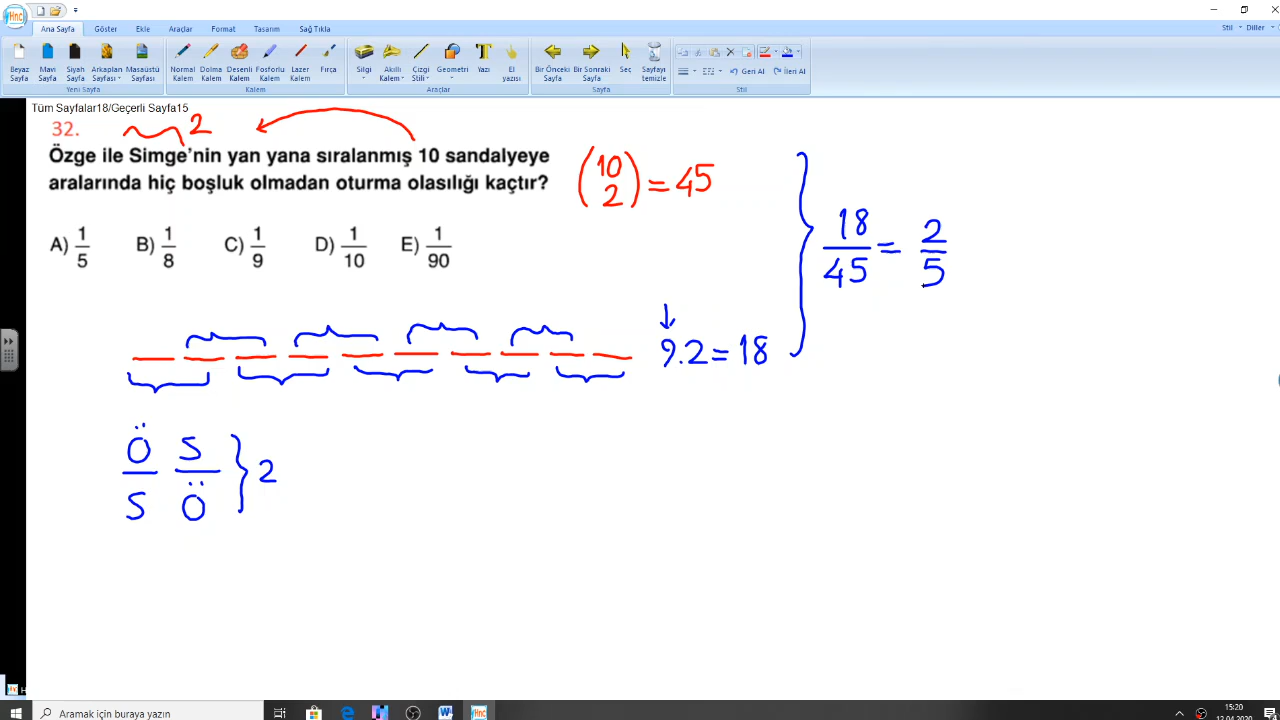 Ana Sayfa Göster Ekle Araçlar Format Tasarım Sağ Tıkla
Stil Diller
Beyaz Sayfa Mavi Sayfa Siyah Sayfa Arkaplan Sayfası Masaüstü Sayfası
Normal Kalem Dolma Kalem Desenli Kalem Fosforlu Kalem Lazer Kalem Fırça
Silgi Akıllı Kalem Çizgi Stili Geometri Yazı El yazısı
Bir Önceki Sayfa Bir Sonraki Sayfa Seç Sayfayı temizle
Geri Al İleri AL
Yeni Sayfa Kalem Araçlar Sayfa Stil
Tüm Sayfalar18/Geçerli Sayfa15
32. 2
Özge ile Simge'nin yan yana sıralanmış 10 sandalyeye
aralarında hiç boşluk olmadan oturma olasılığı kaçtır?
A) 1/5 B) 1/8 C) 1/9 D) 1/10 E) 1/90
(10 2) = 45
18/45 = 2/5
9.2=18
Ö S
S Ö } 2
Aramak için buraya yazın
15:20
12.04.2020